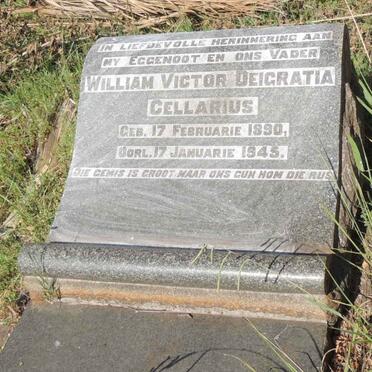 IN LIEFDEVOLLE HERINNERING AAN
MY EGGENOOT EN ONS VADER
WILLIAM VICTOR DEIGRATIA
CELLARIUS
GEB. 17 FEBRUARIE 1890,
OORL. 17 JANUARIE 1945.
DIE GEMIS IS GROOT MAAR ONS GUN HOM DIE RUS